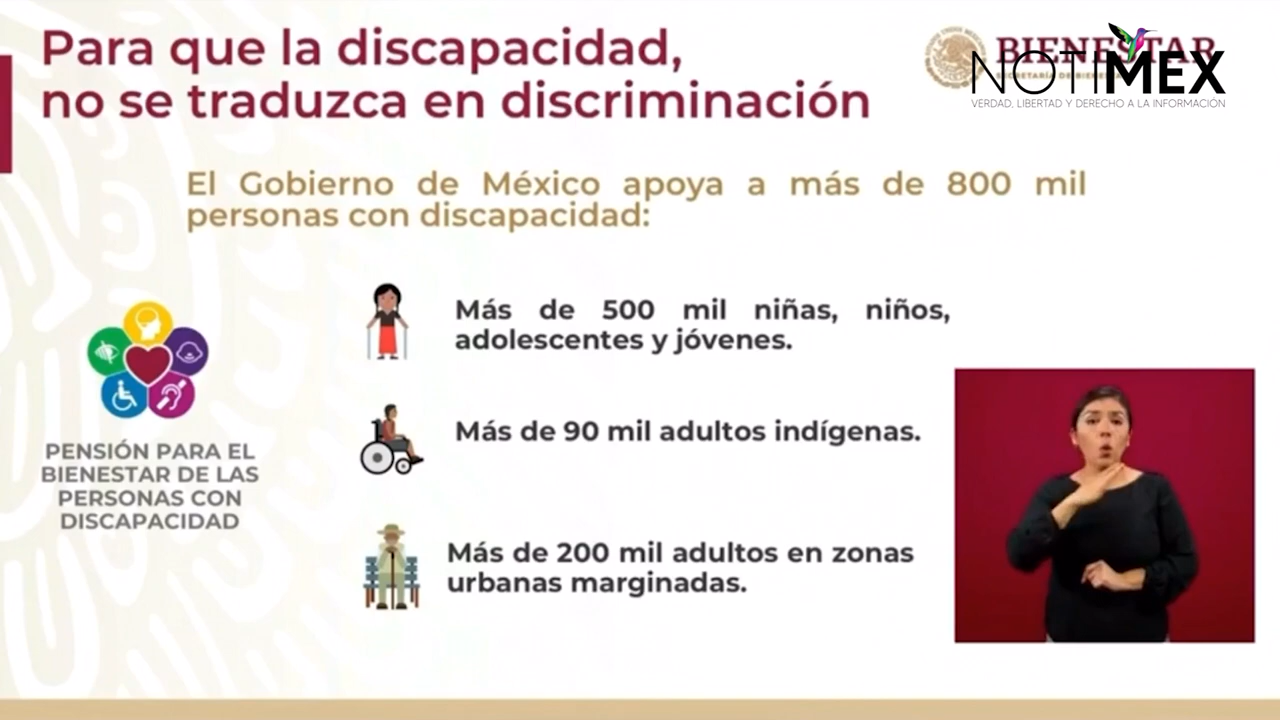 Para que la discapacidad,
no se traduzca en discriminación
BIENESTAR
NOTIMEX
VERDAD, LIBERTAD Y DERECHO A LA INFORMACIÓN
El Gobierno de México apoya a más de 800 mil
personas con discapacidad:
Más de 500 mil niñas, niños,
adolescentes y jóvenes.
Más de 90 mil adultos indígenas.
Más de 200 mil adultos en zonas
urbanas marginadas.
PENSIÓN PARA EL
BIENESTAR DE LAS
PERSONAS CON
DISCAPACIDAD